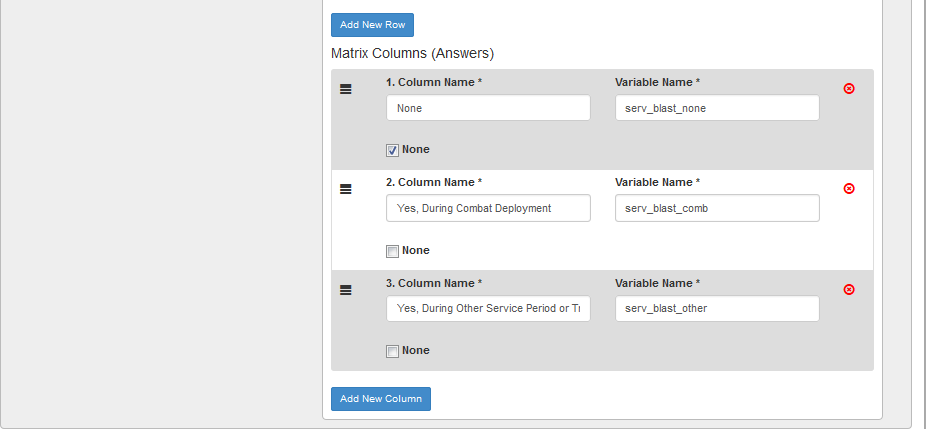 Add New Row
Matrix Columns (Answers)
1. Column Name * Variable Name *
None serv_blast_none
None
2. Column Name * Variable Name *
Yes, During Combat Deployment serv_blast_comb
None
3. Column Name * Variable Name *
Yes, During Other Service Period or serv_blast_other
None
Add New Column